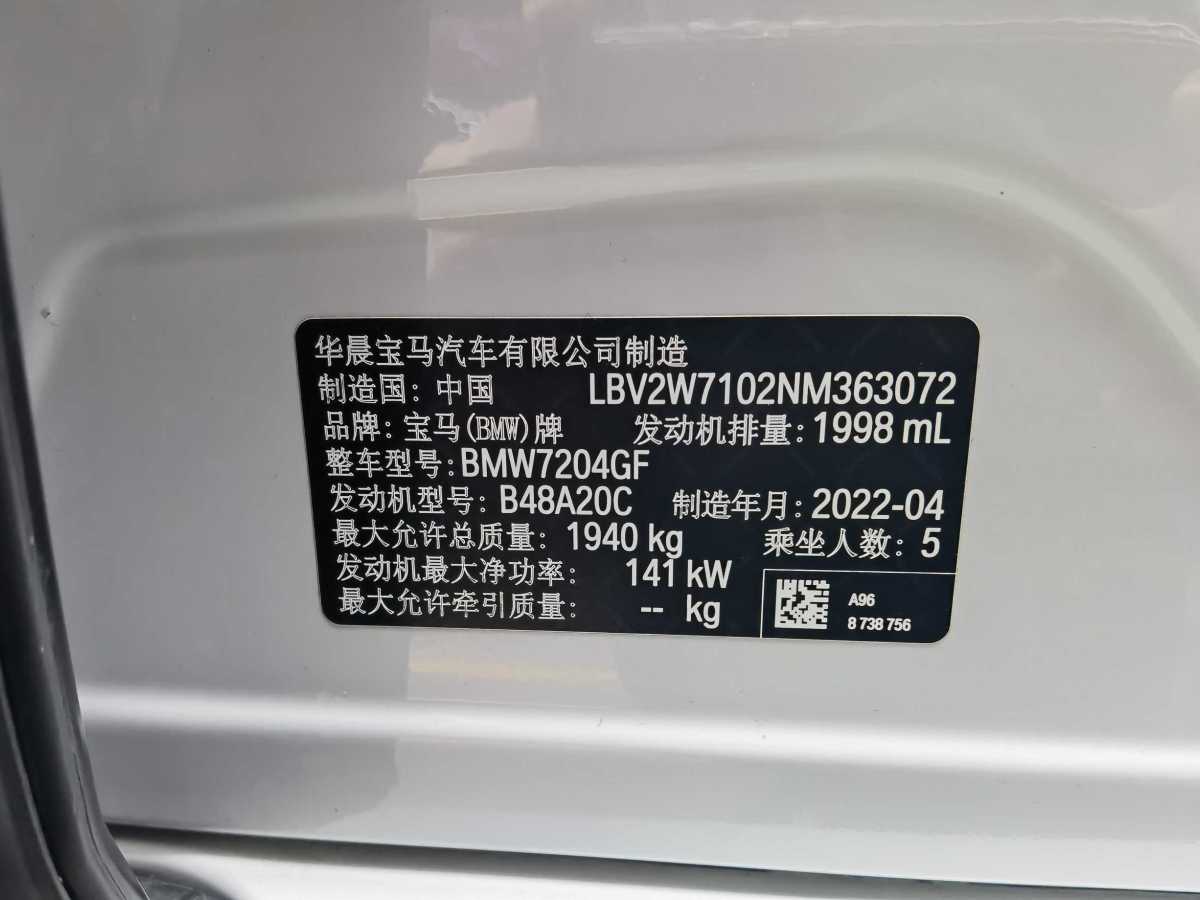 华晨宝马汽车有限公司制造
制造国：中国 LBV2W7102NM363072
品牌：宝马(BMW)牌 发动机排量：1998 mL
整车型号：BMW7204GF
发动机型号：B48A20C 制造年月：2022-04
最大允许总质量：1940 kg 乘坐人数：5
发动机最大净功率：141 kW
最大允许牵引质量：-- kg
A96
8 738 756